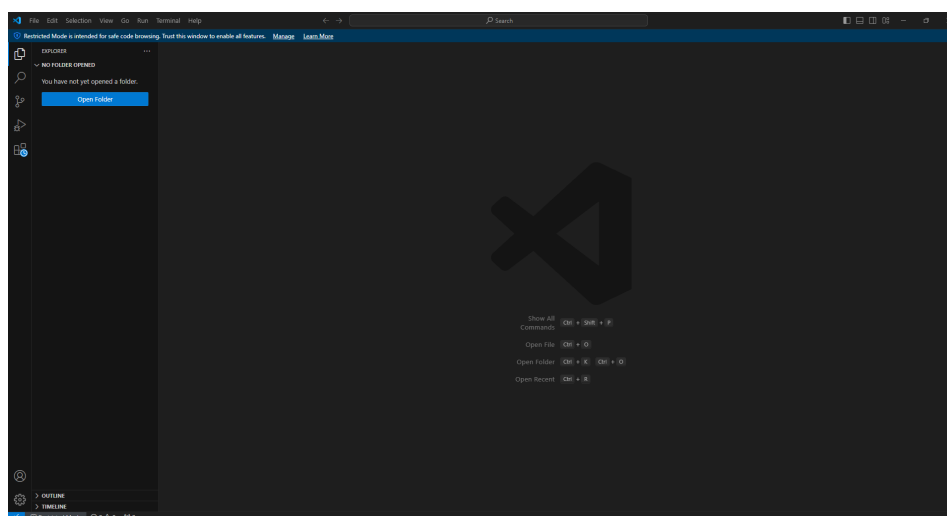 File Edit Selection View Go Run Terminal Help
Search
Restricted Mode is intended for safe code browsing. Trust this window to enable all features. Manage Learn More
EXPLORER
NO FOLDER OPENED
You have not yet opened a folder.
Open Folder
Show All Commands Ctrl + Shift + P
Open File Ctrl + O
Open Folder Ctrl + K Ctrl + O
Open Recent Ctrl + R
OUTLINE
TIMELINE